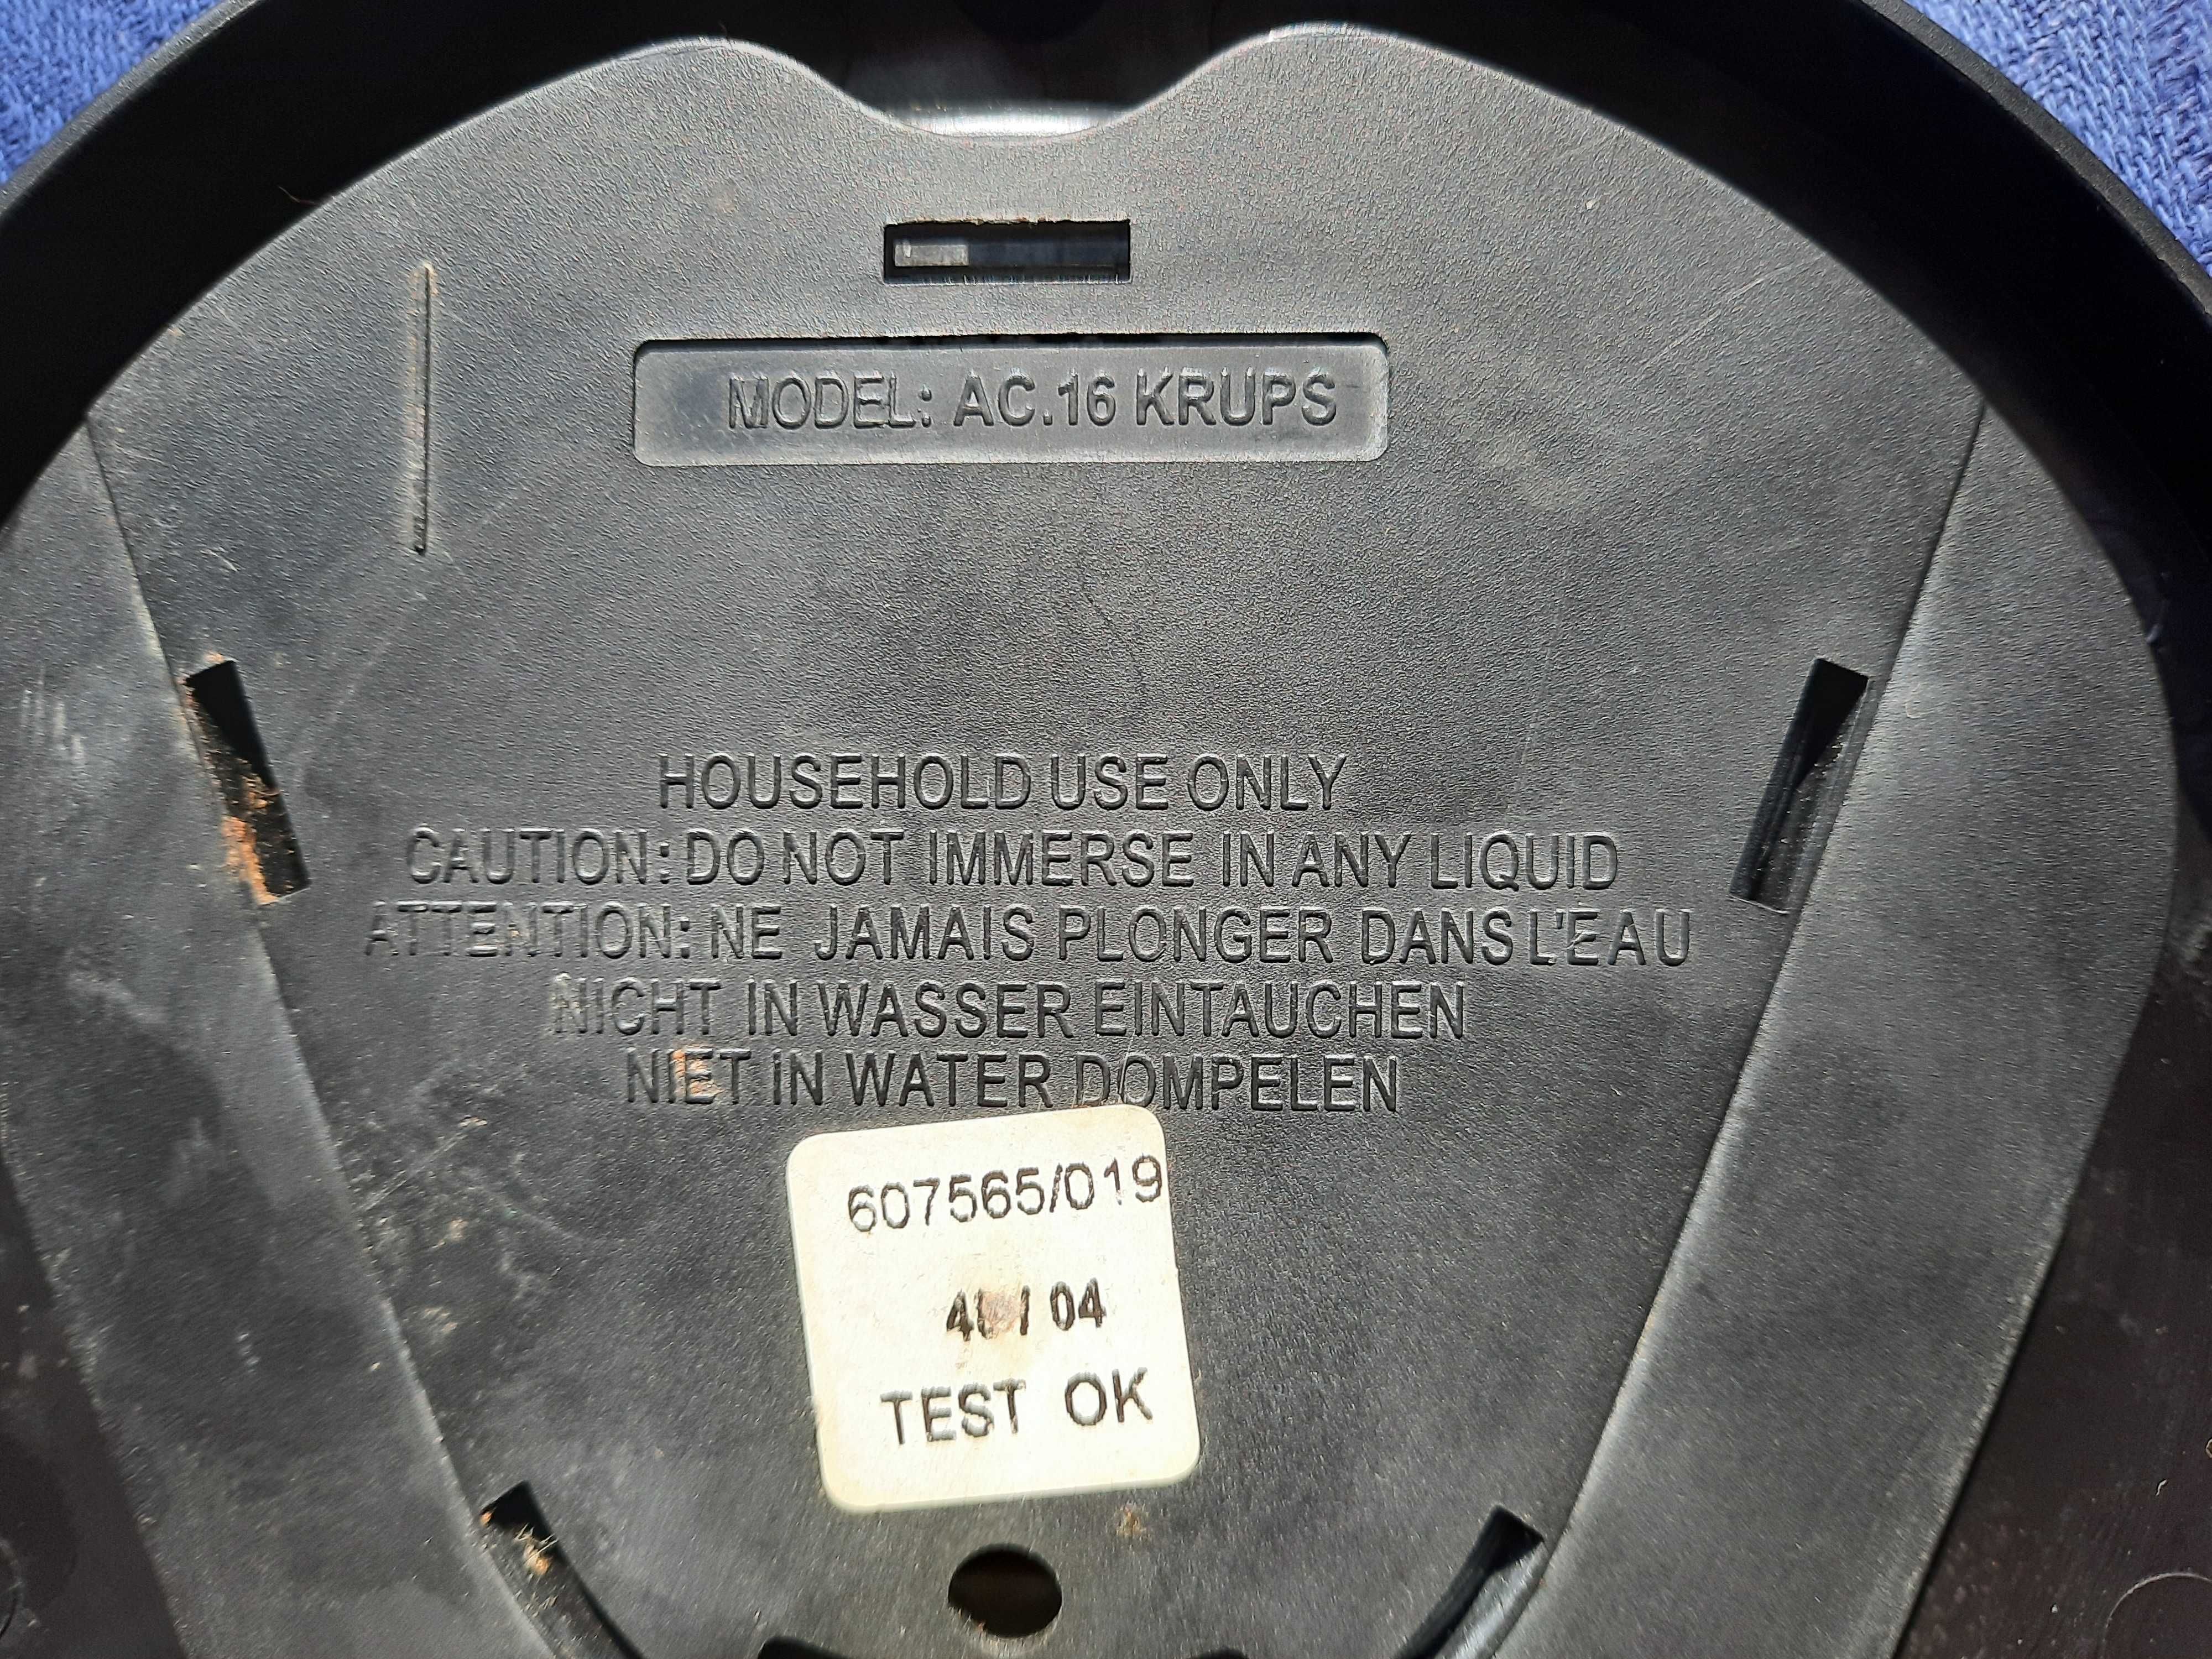 MODEL: AC.16 KRUPS
HOUSEHOLD USE ONLY
CAUTION: DO NOT IMMERSE IN ANY LIQUID
ATTENTION: NE JAMAIS PLONGER DANS L'EAU
NICHT IN WASSER EINTAUCHEN
NIET IN WATER DOMPELEN
607565/019
/ 04
TEST OK